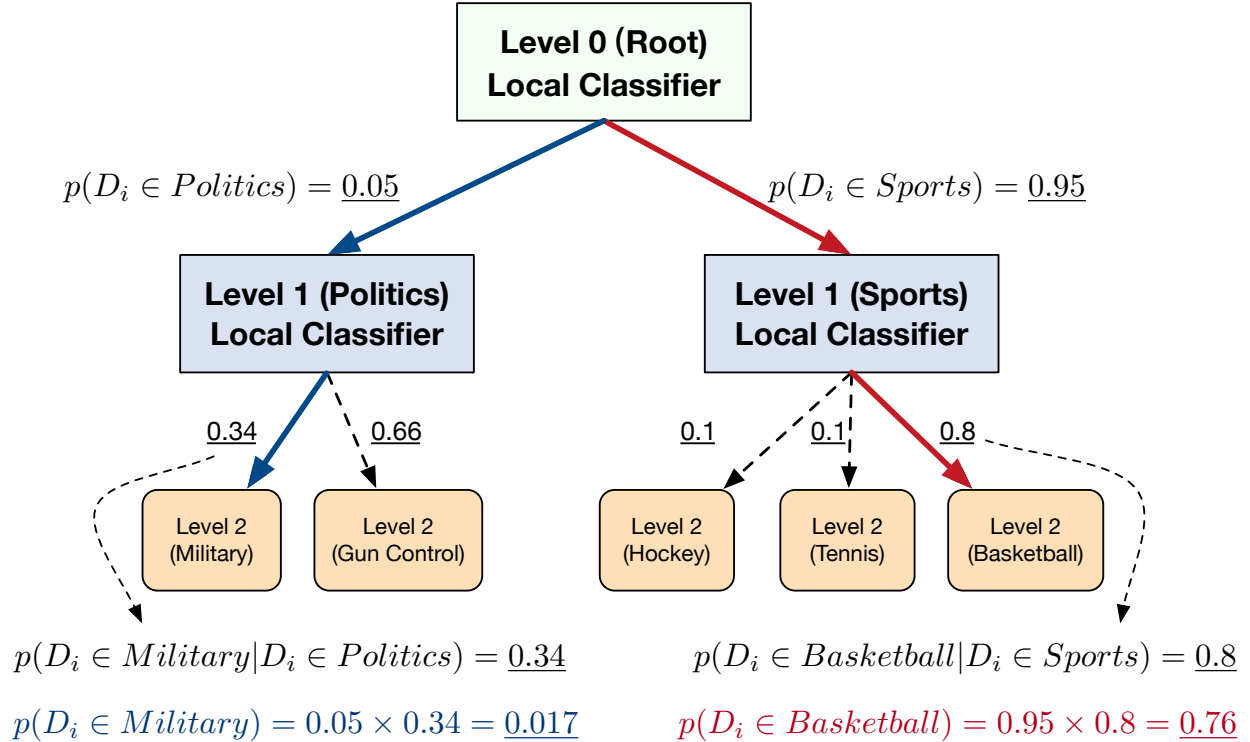 Level 0 (Root)
Local Classifier
p(D_i ∈ Politics) = 0.05
p(D_i ∈ Sports) = 0.95
Level 1 (Politics)
Local Classifier
Level 1 (Sports)
Local Classifier
0.34
0.66
0.1
0.1
0.8
Level 2
(Military)
Level 2
(Gun Control)
Level 2
(Hockey)
Level 2
(Tennis)
Level 2
(Basketball)
p(D_i ∈ Military|D_i ∈ Politics) = 0.34
p(D_i ∈ Basketball|D_i ∈ Sports) = 0.8
p(D_i ∈ Military) = 0.05 × 0.34 = 0.017
p(D_i ∈ Basketball) = 0.95 × 0.8 = 0.76